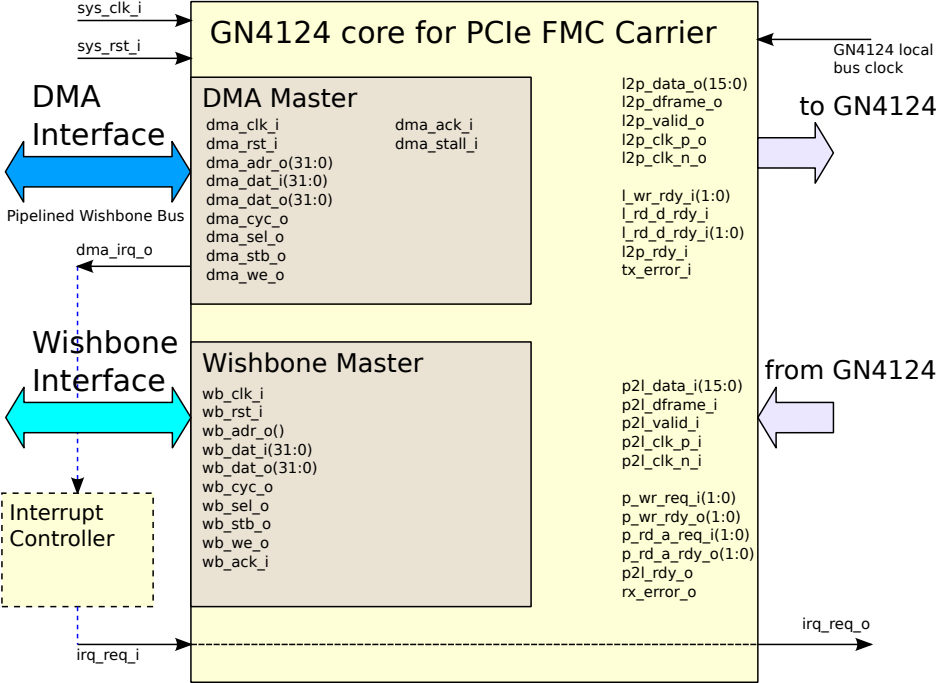 sys_clk_i
sys_rst_i
GN4124 core for PCIe FMC Carrier
GN4124 local
bus clock
DMA
Interface
Pipelined Wishbone Bus
dma_irq_o
DMA Master
dma_clk_i
dma_rst_i
dma_adr_o(31:0)
dma_dat_i(31:0)
dma_dat_o(31:0)
dma_cyc_o
dma_sel_o
dma_stb_o
dma_we_o
dma_ack_i
dma_stall_i
l2p_data_o(15:0)
l2p_dframe_o
l2p_valid_o
l2p_clk_p_o
l2p_clk_n_o
l_wr_rdy_i(1:0)
l_rd_d_rdy_i
l_rd_d_rdy_i(1:0)
l2p_rdy_i
tx_error_i
to GN4124
Wishbone
Interface
Wishbone Master
wb_clk_i
wb_rst_i
wb_adr_o()
wb_dat_i(31:0)
wb_dat_o(31:0)
wb_cyc_o
wb_sel_o
wb_stb_o
wb_we_o
wb_ack_i
p2l_data_i(15:0)
p2l_dframe_i
p2l_valid_i
p2l_clk_p_i
p2l_clk_n_i
p_wr_req_i(1:0)
p_wr_rdy_o(1:0)
p_rd_a_req_i(1:0)
p_rd_a_rdy_o(1:0)
p2l_rdy_o
rx_error_o
from GN4124
Interrupt
Controller
irq_req_i
irq_req_o